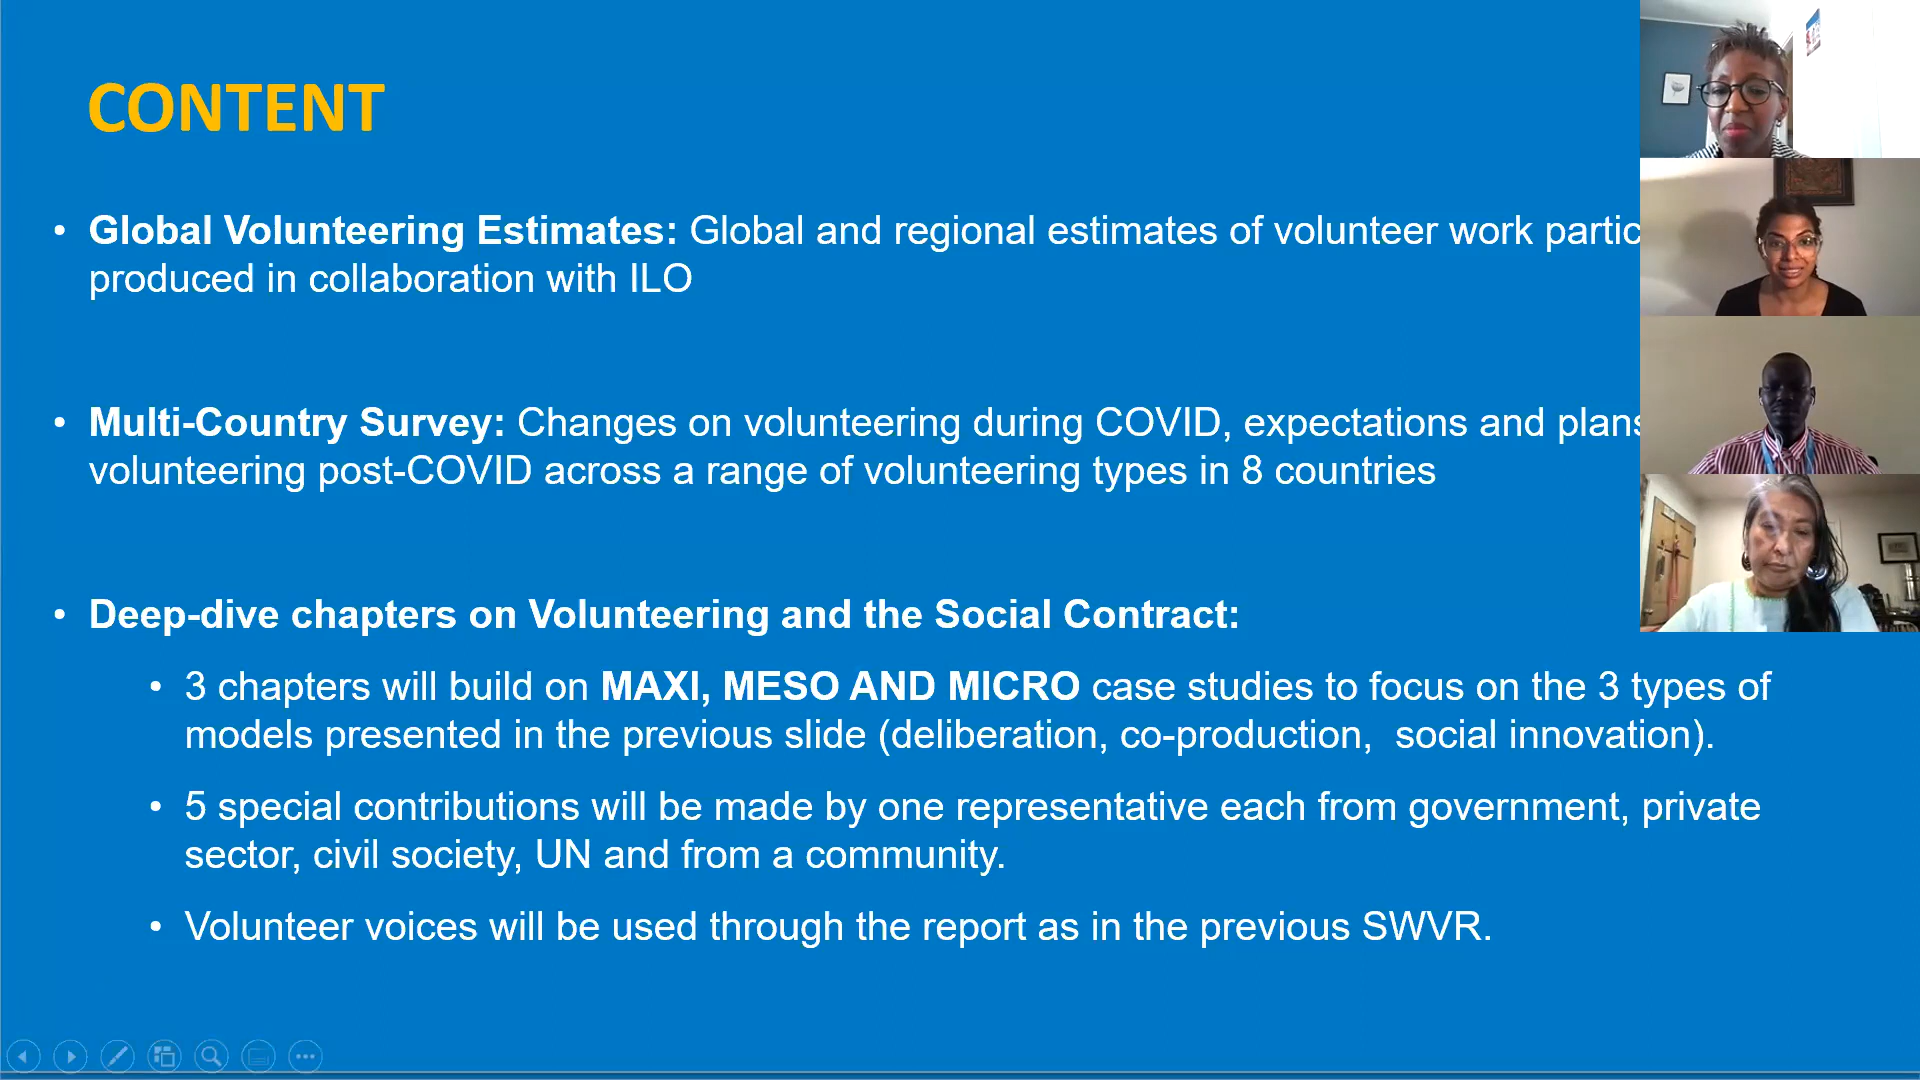 CONTENT
• Global Volunteering Estimates: Global and regional estimates of volunteer work
produced in collaboration with ILO
• Multi-Country Survey: Changes on volunteering during COVID, expectations and plans
volunteering post-COVID across a range of volunteering types in 8 countries
• Deep-dive chapters on Volunteering and the Social Contract:
• 3 chapters will build on MAXI, MESO AND MICRO case studies to focus on the 3 types of
models presented in the previous slide (deliberation, co-production,  social innovation).
• 5 special contributions will be made by one representative each from government, private
sector, civil society, UN and from a community.
• Volunteer voices will be used through the report as in the previous SWVR.